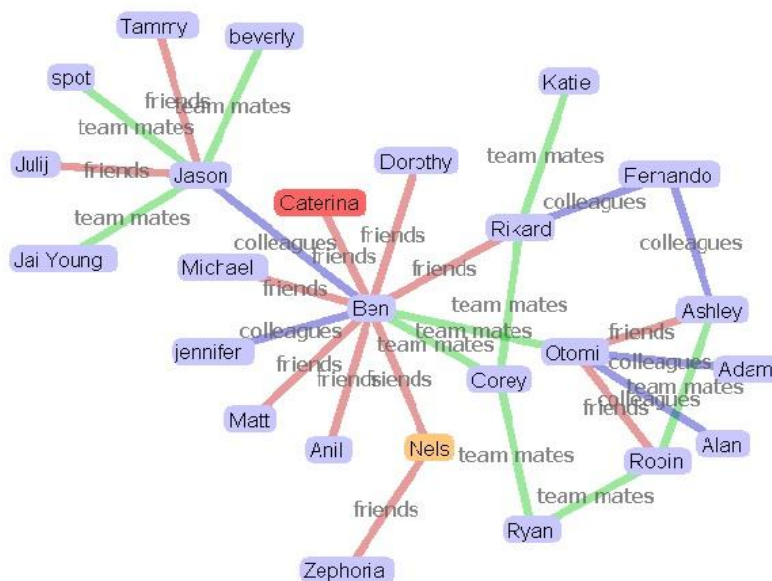 Tammy
beverly
spot
Katie
friends
team mates
team mates
Julij
friends
Jason
Dorothy
team mates
Fernando
Caterina
team mates
Rikard
colleagues
Jai Young
colleagues
friends
friends
colleagues
Michael
friends
friends
Ben
team mates
Ashley
jennifer
colleagues
team mates
team mates
friends
Otomi
colleagues
Adam
friends
friends
friends
Corey
team mates
colleagues
friends
Matt
Anil
Nels
team mates
Alan
Robin
friends
team mates
Ryan
Zephoria